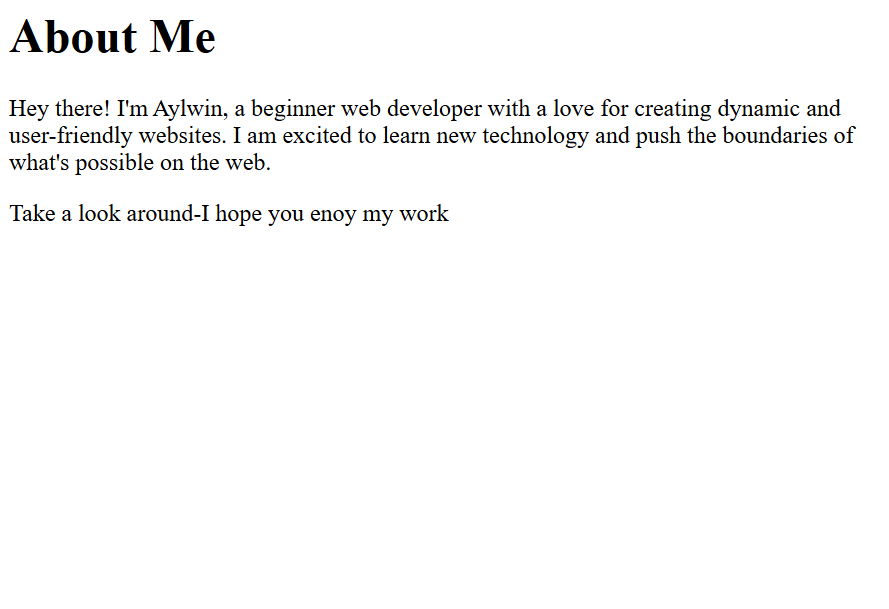 About Me
Hey there! I'm Aylwin, a beginner web developer with a love for creating dynamic and
user-friendly websites. I am excited to learn new technology and push the boundaries of
what's possible on the web.
Take a look around-I hope you enoy my work